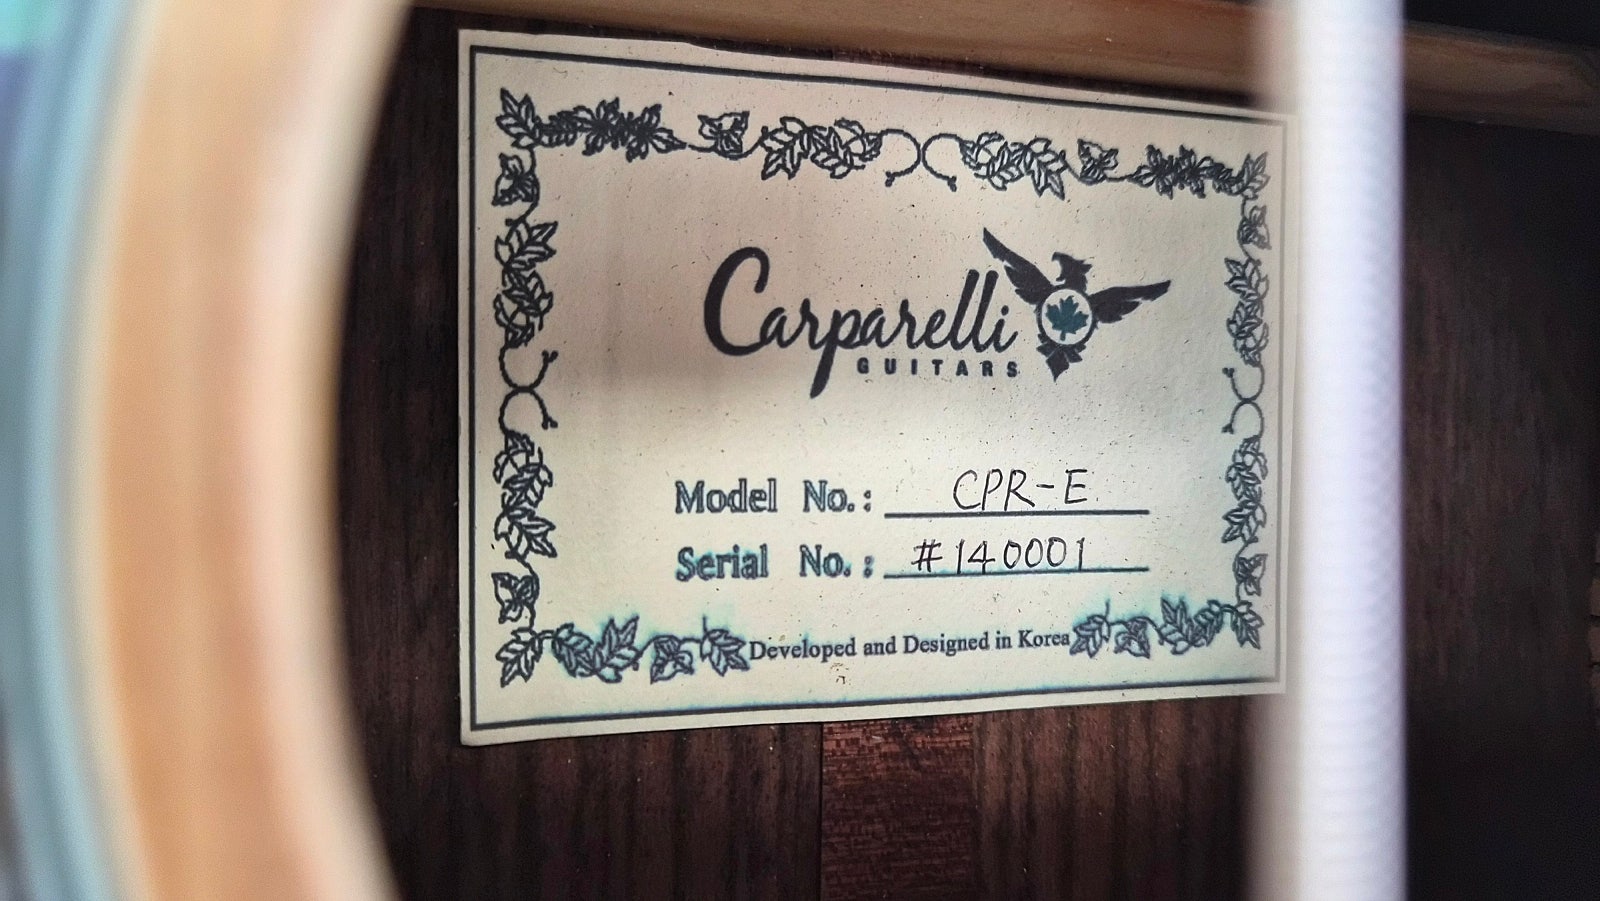 Carparelli
GUITARS
Model No.: CPR-E
Serial No.: #140001
Developed and Designed in Korea